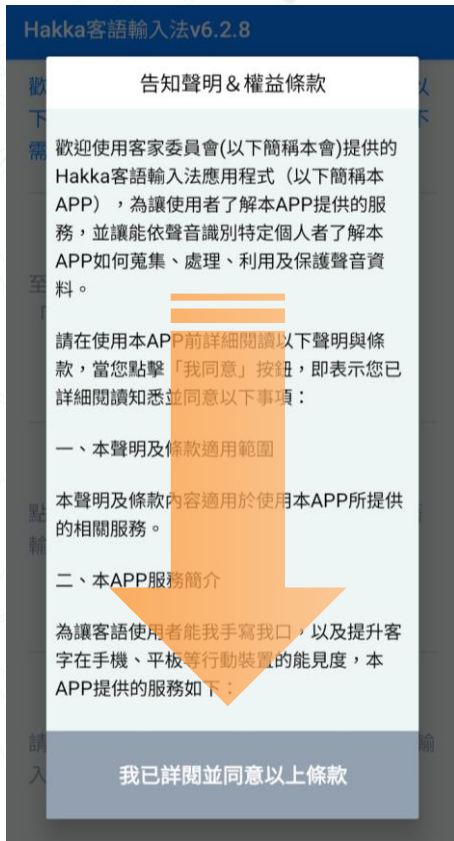 Hakka客語輸入法v6.2.8
告知聲明＆權益條款
歡迎使用客家委員會(以下簡稱本會)提供的
Hakka客語輸入法應用程式（以下簡稱本
APP），為讓使用者了解本APP提供的服
務，並讓能依聲音識別特定個人者了解本
APP如何蒐集、處理、利用及保護聲音資
料。
請在使用本APP前詳細閱讀以下聲明與條
款，當您點擊「我同意」按鈕，即表示您已
詳細閱讀知悉並同意以下事項：
一、本聲明及條款適用範圍
本聲明及條款內容適用於使用本APP所提供
的相關服務。
二、本APP服務簡介
為讓客語使用者能我手寫我口，以及提升客
字在手機、平板等行動裝置的能見度，本
APP提供的服務如下：
我已詳閱並同意以上條款